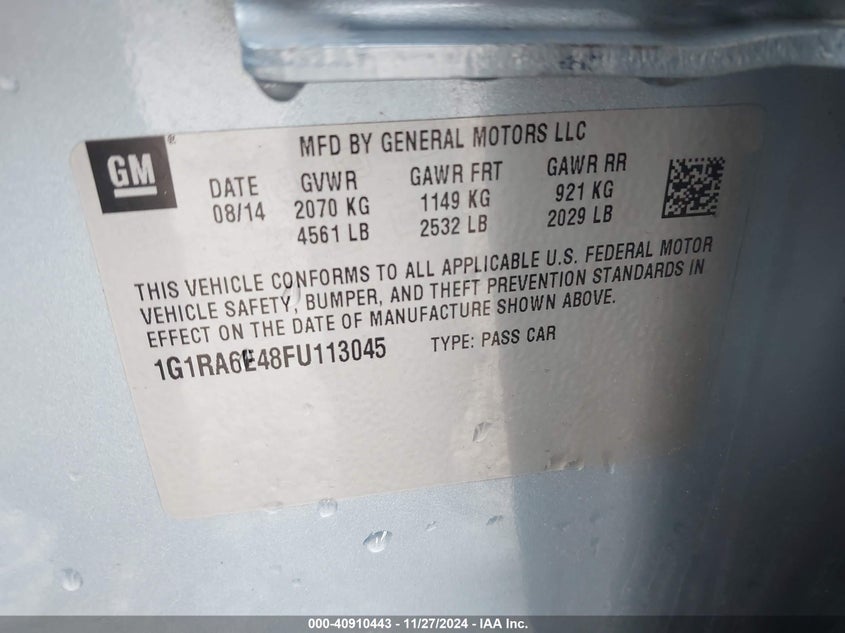 GM®
MFD BY GENERAL MOTORS LLC
DATE GVWR GAWR FRT GAWR RR
08/14 2070 KG 1149 KG 921 KG
4561 LB 2532 LB 2029 LB
THIS VEHICLE CONFORMS TO ALL APPLICABLE U.S. FEDERAL MOTOR
VEHICLE SAFETY, BUMPER, AND THEFT PREVENTION STANDARDS IN
EFFECT ON THE DATE OF MANUFACTURE SHOWN ABOVE.
1G1RA6E48FU113045 TYPE: PASS CAR
000-40910443 - 11/27/2024 - IAA Inc.